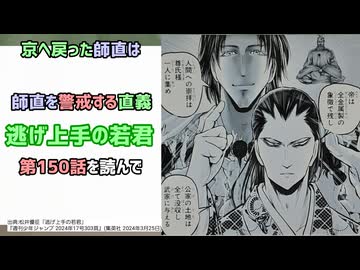 京へ戻った師直は
師直を警戒する直義
逃げ上手の若君
第150話を読んで
出典:松井優征『逃げ上手の若君』
『週刊少年ジャンプ 2024年17号303頁』(集英社 2024年3月25日)
帝は
全金属製の
象徴で残し
人間への崇拝は
尊氏様
一人に集め
公家の土地は
全て没収し
武家に与える